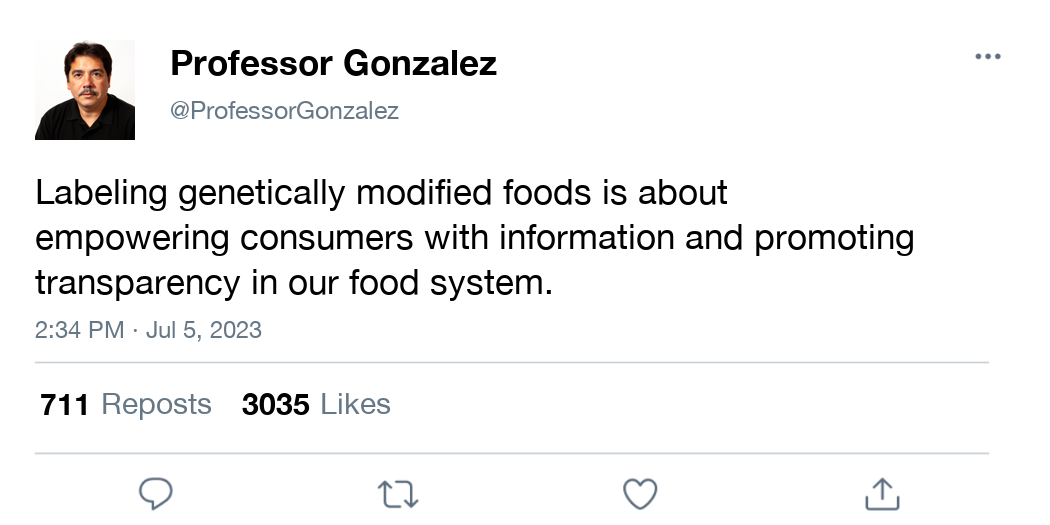 Professor Gonzalez
@ProfessorGonzalez
Labeling genetically modified foods is about
empowering consumers with information and promoting
transparency in our food system.
2:34 PM · Jul 5, 2023
711 Reposts 3035 Likes